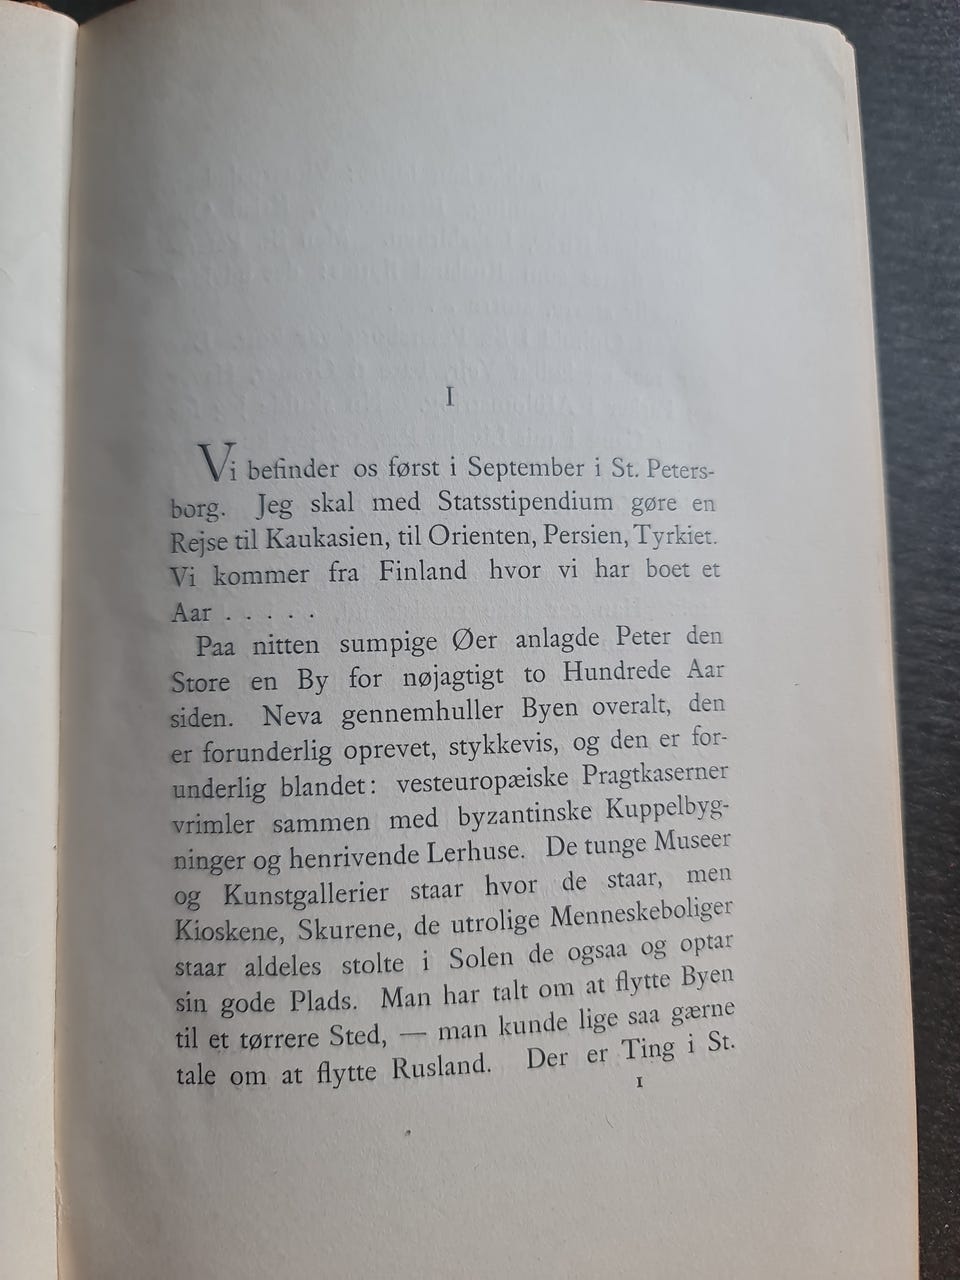 I
Vi befinder os først i September i St. Peters-
borg. Jeg skal med Statsstipendium gøre en
Rejse til Kaukasien, til Orienten, Persien, Tyrkiet.
Vi kommer fra Finland hvor vi har boet et
Aar . . . . .
Paa nitten sumpige Øer anlagde Peter den
Store en By for nøjagtigt to Hundrede Aar
siden. Neva gennemhuller Byen overalt, den
er forunderlig oprevet, stykkevis, og den er for-
underlig blandet: vesteuropæiske Pragtkaserner
vrimler sammen med byzantinske Kuppelbyg-
ninger og henrivende Lerhuse. De tunge Museer
og Kunstgallerier staar hvor de staar, men
Kioskene, Skurene, de utrolige Menneskeboliger
staar aldeles stolte i Solen de ogsaa og optar
sin gode Plads. Man har talt om at flytte Byen
til et tørrere Sted, — man kunde lige saa gærne
tale om at flytte Rusland. Der er Ting i St.
1